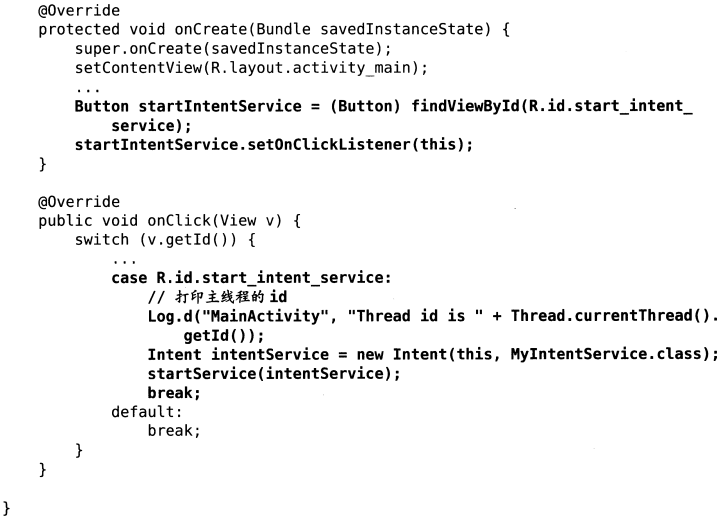 @Override
    protected void onCreate(Bundle savedInstanceState) {
        super.onCreate(savedInstanceState);
        setContentView(R.layout.activity_main);
        ...
        Button startIntentService = (Button) findViewById(R.id.start_intent_
            service);
        startIntentService.setOnClickListener(this);
    }

    @Override
    public void onClick(View v) {
        switch (v.getId()) {
            ...
            case R.id.start_intent_service:
                // 打印主线程的 id
                Log.d("MainActivity", "Thread id is " + Thread.currentThread().
                    getId());
                Intent intentService = new Intent(this, MyIntentService.class);
                startService(intentService);
                break;
            default:
                break;
        }
    }

}